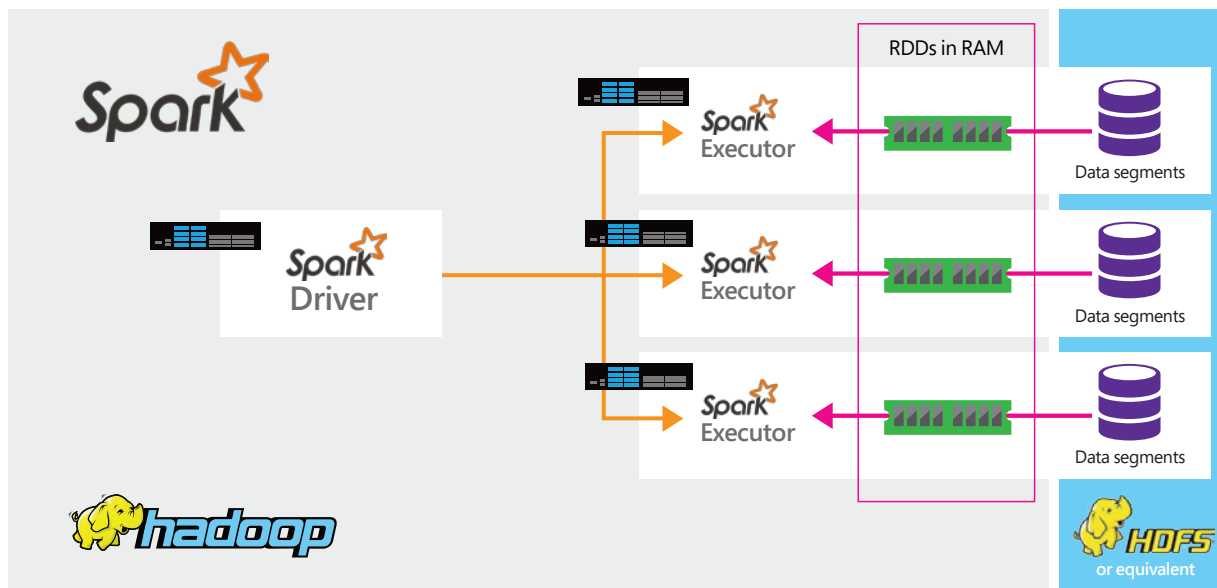 Spark
RDDs in RAM
Spark
Executor
Data segments
Spark
Driver
Spark
Executor
Data segments
Spark
Executor
Data segments
hadoop
HDFS
or equivalent